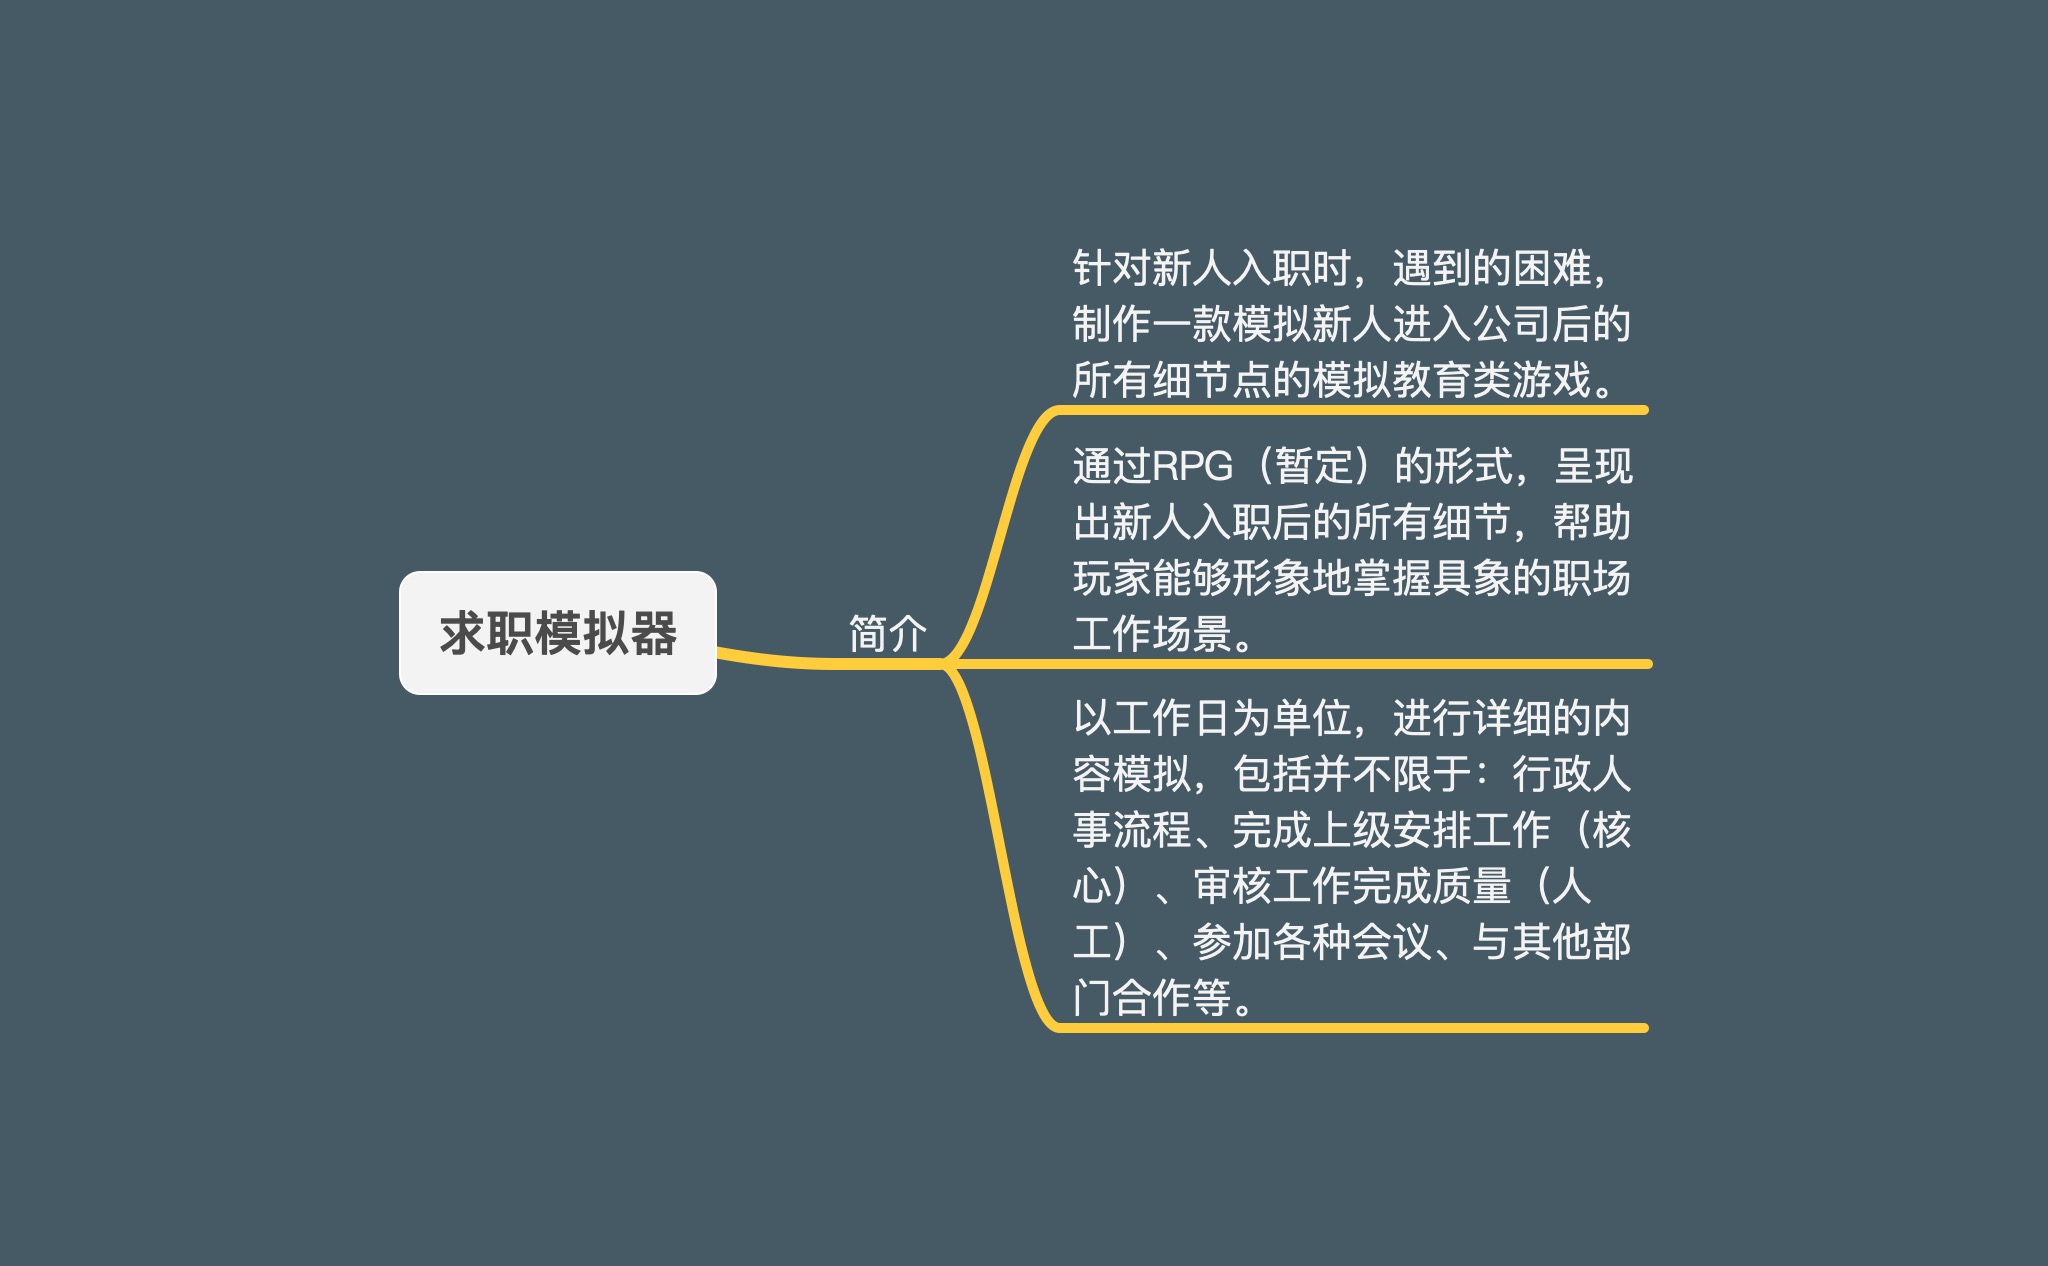 求职模拟器
简介
针对新人入职时，遇到的困难，
制作一款模拟新人进入公司后的
所有细节点的模拟教育类游戏。
通过RPG（暂定）的形式，呈现
出新人入职后的所有细节，帮助
玩家能够形象地掌握具象的职场
工作场景。
以工作日为单位，进行详细的内
容模拟，包括并不限于：行政人
事流程、完成上级安排工作（核
心）、审核工作完成质量（人
工）、参加各种会议、与其他部
门合作等。